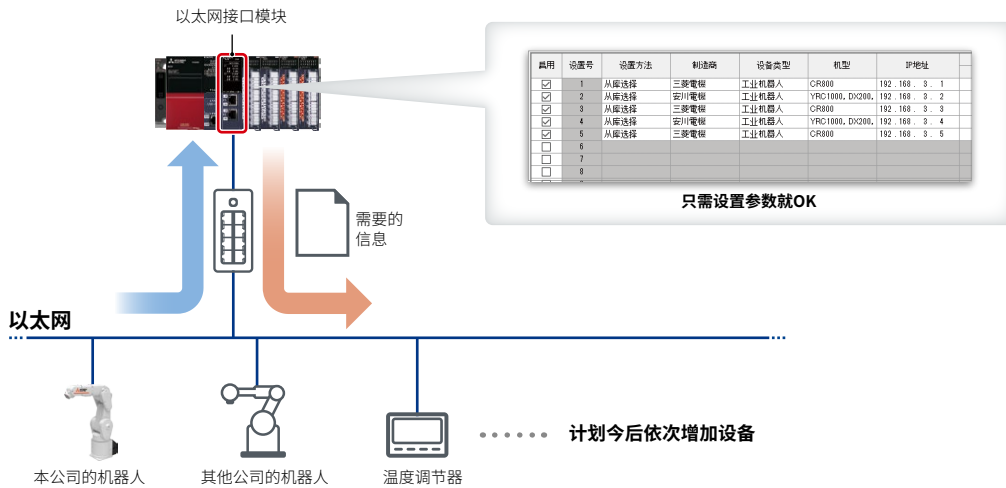 以太网接口模块
启用 设置号 设置方法 制造商 设备类型 机型 IP地址
1 从库选择 三菱電機 工业机器人 CR800 192 . 168 . 3 . 1
2 从库选择 安川電機 工业机器人 YRC1000, DX200, 192 . 168 . 3 . 2
3 从库选择 三菱電機 工业机器人 CR800 192 . 168 . 3 . 3
4 从库选择 安川電機 工业机器人 YRC1000, DX200, 192 . 168 . 3 . 4
5 从库选择 三菱電機 工业机器人 CR800 192 . 168 . 3 . 5
6
7
8
只需设置参数就OK
需要的
信息
以太网
计划今后依次增加设备
本公司的机器人
其他公司的机器人
温度调节器